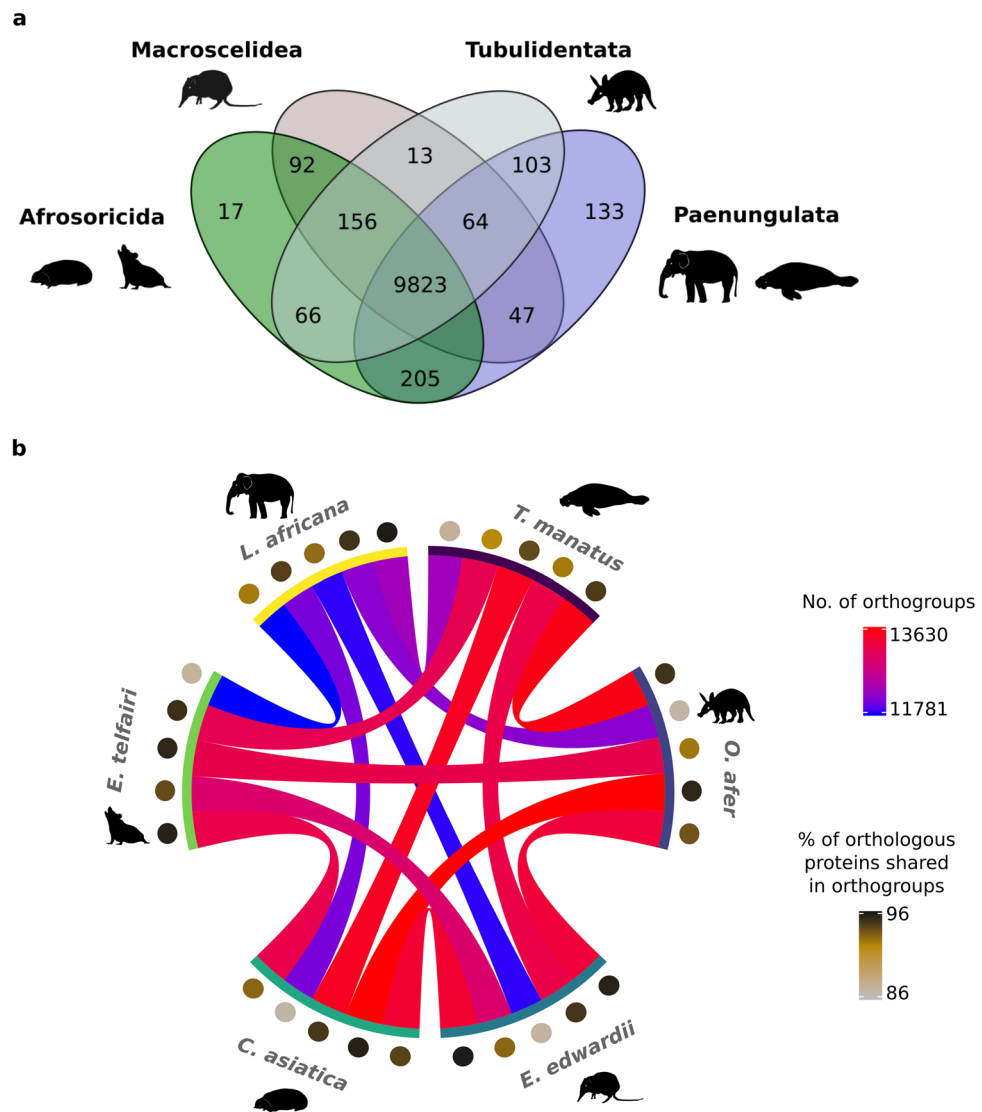 a
Macroscelidea
Tubulidentata
Afrosoricida
Paenungulata
92
13
103
17
156
64
133
9823
66
47
205
b
L. africana
T. manatus
E. telfairi
O. afer
C. asiatica
E. edwardii
No. of orthogroups
13630
11781
% of orthologous
proteins shared
in orthogroups
96
86